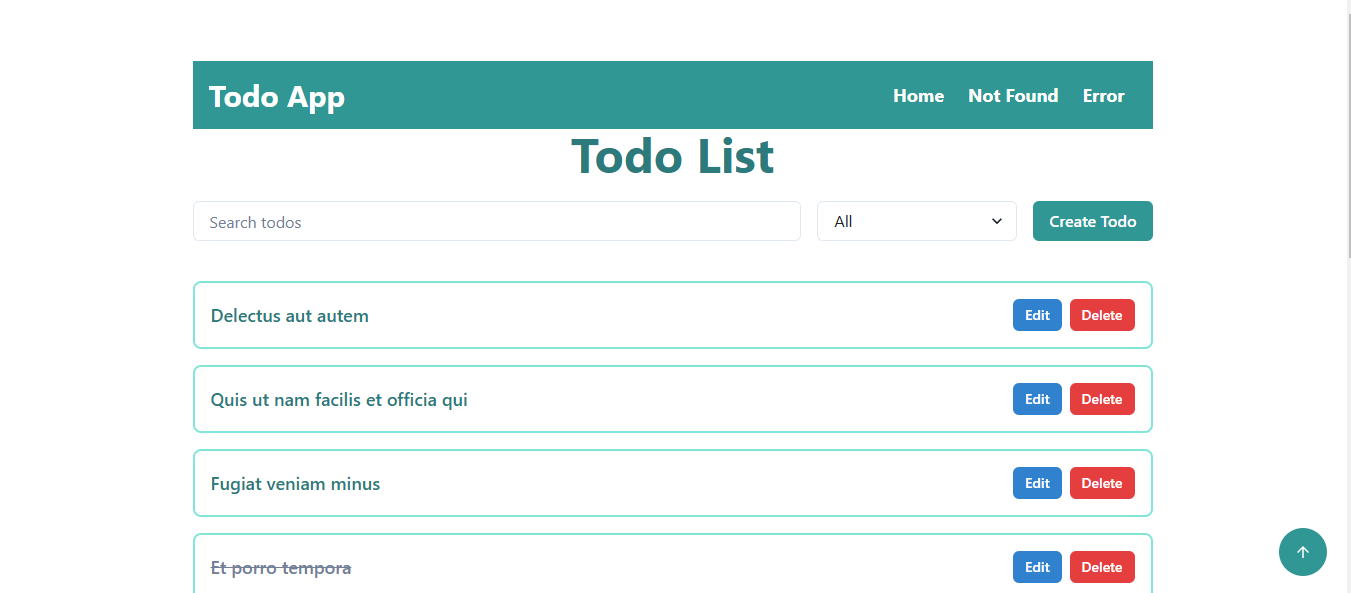 Todo App
Home Not Found Error
Todo List
Search todos All Create Todo
Delectus aut autem Edit Delete
Quis ut nam facilis et officia qui Edit Delete
Fugiat veniam minus Edit Delete
Et porro tempora Edit Delete